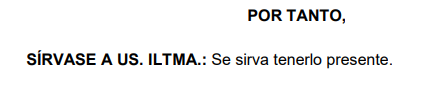 POR TANTO,
SÍRVASE A US. ILTMA.: Se sirva tenerlo presente.